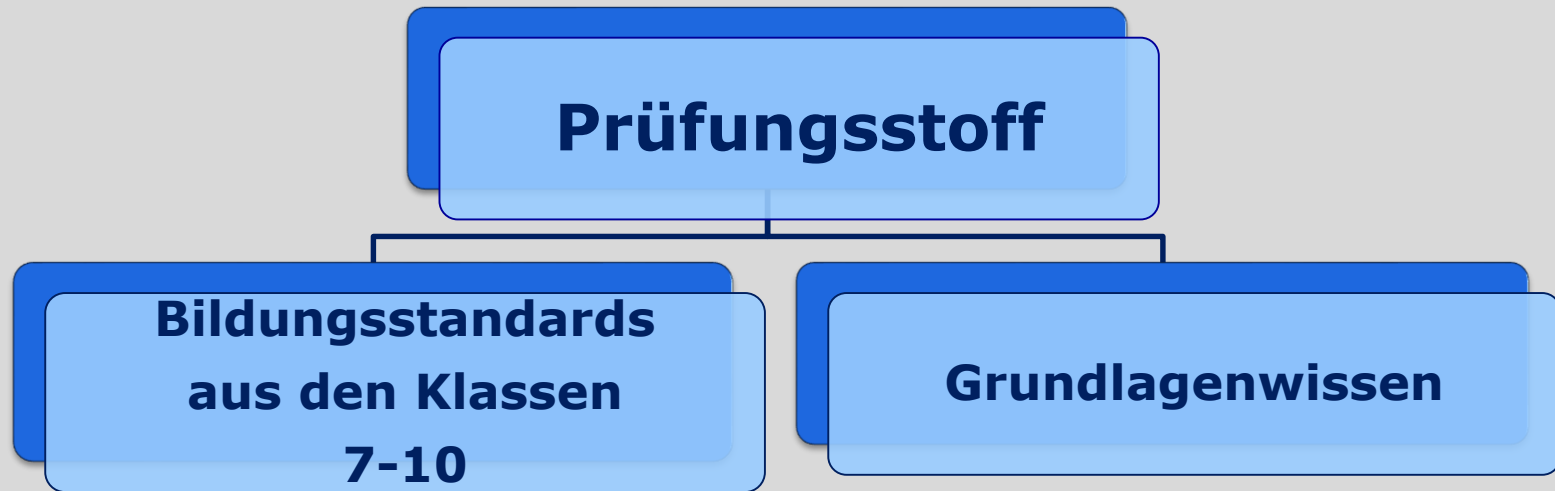 Prüfungsstoff
Bildungsstandards
aus den Klassen
7-10
Grundlagenwissen